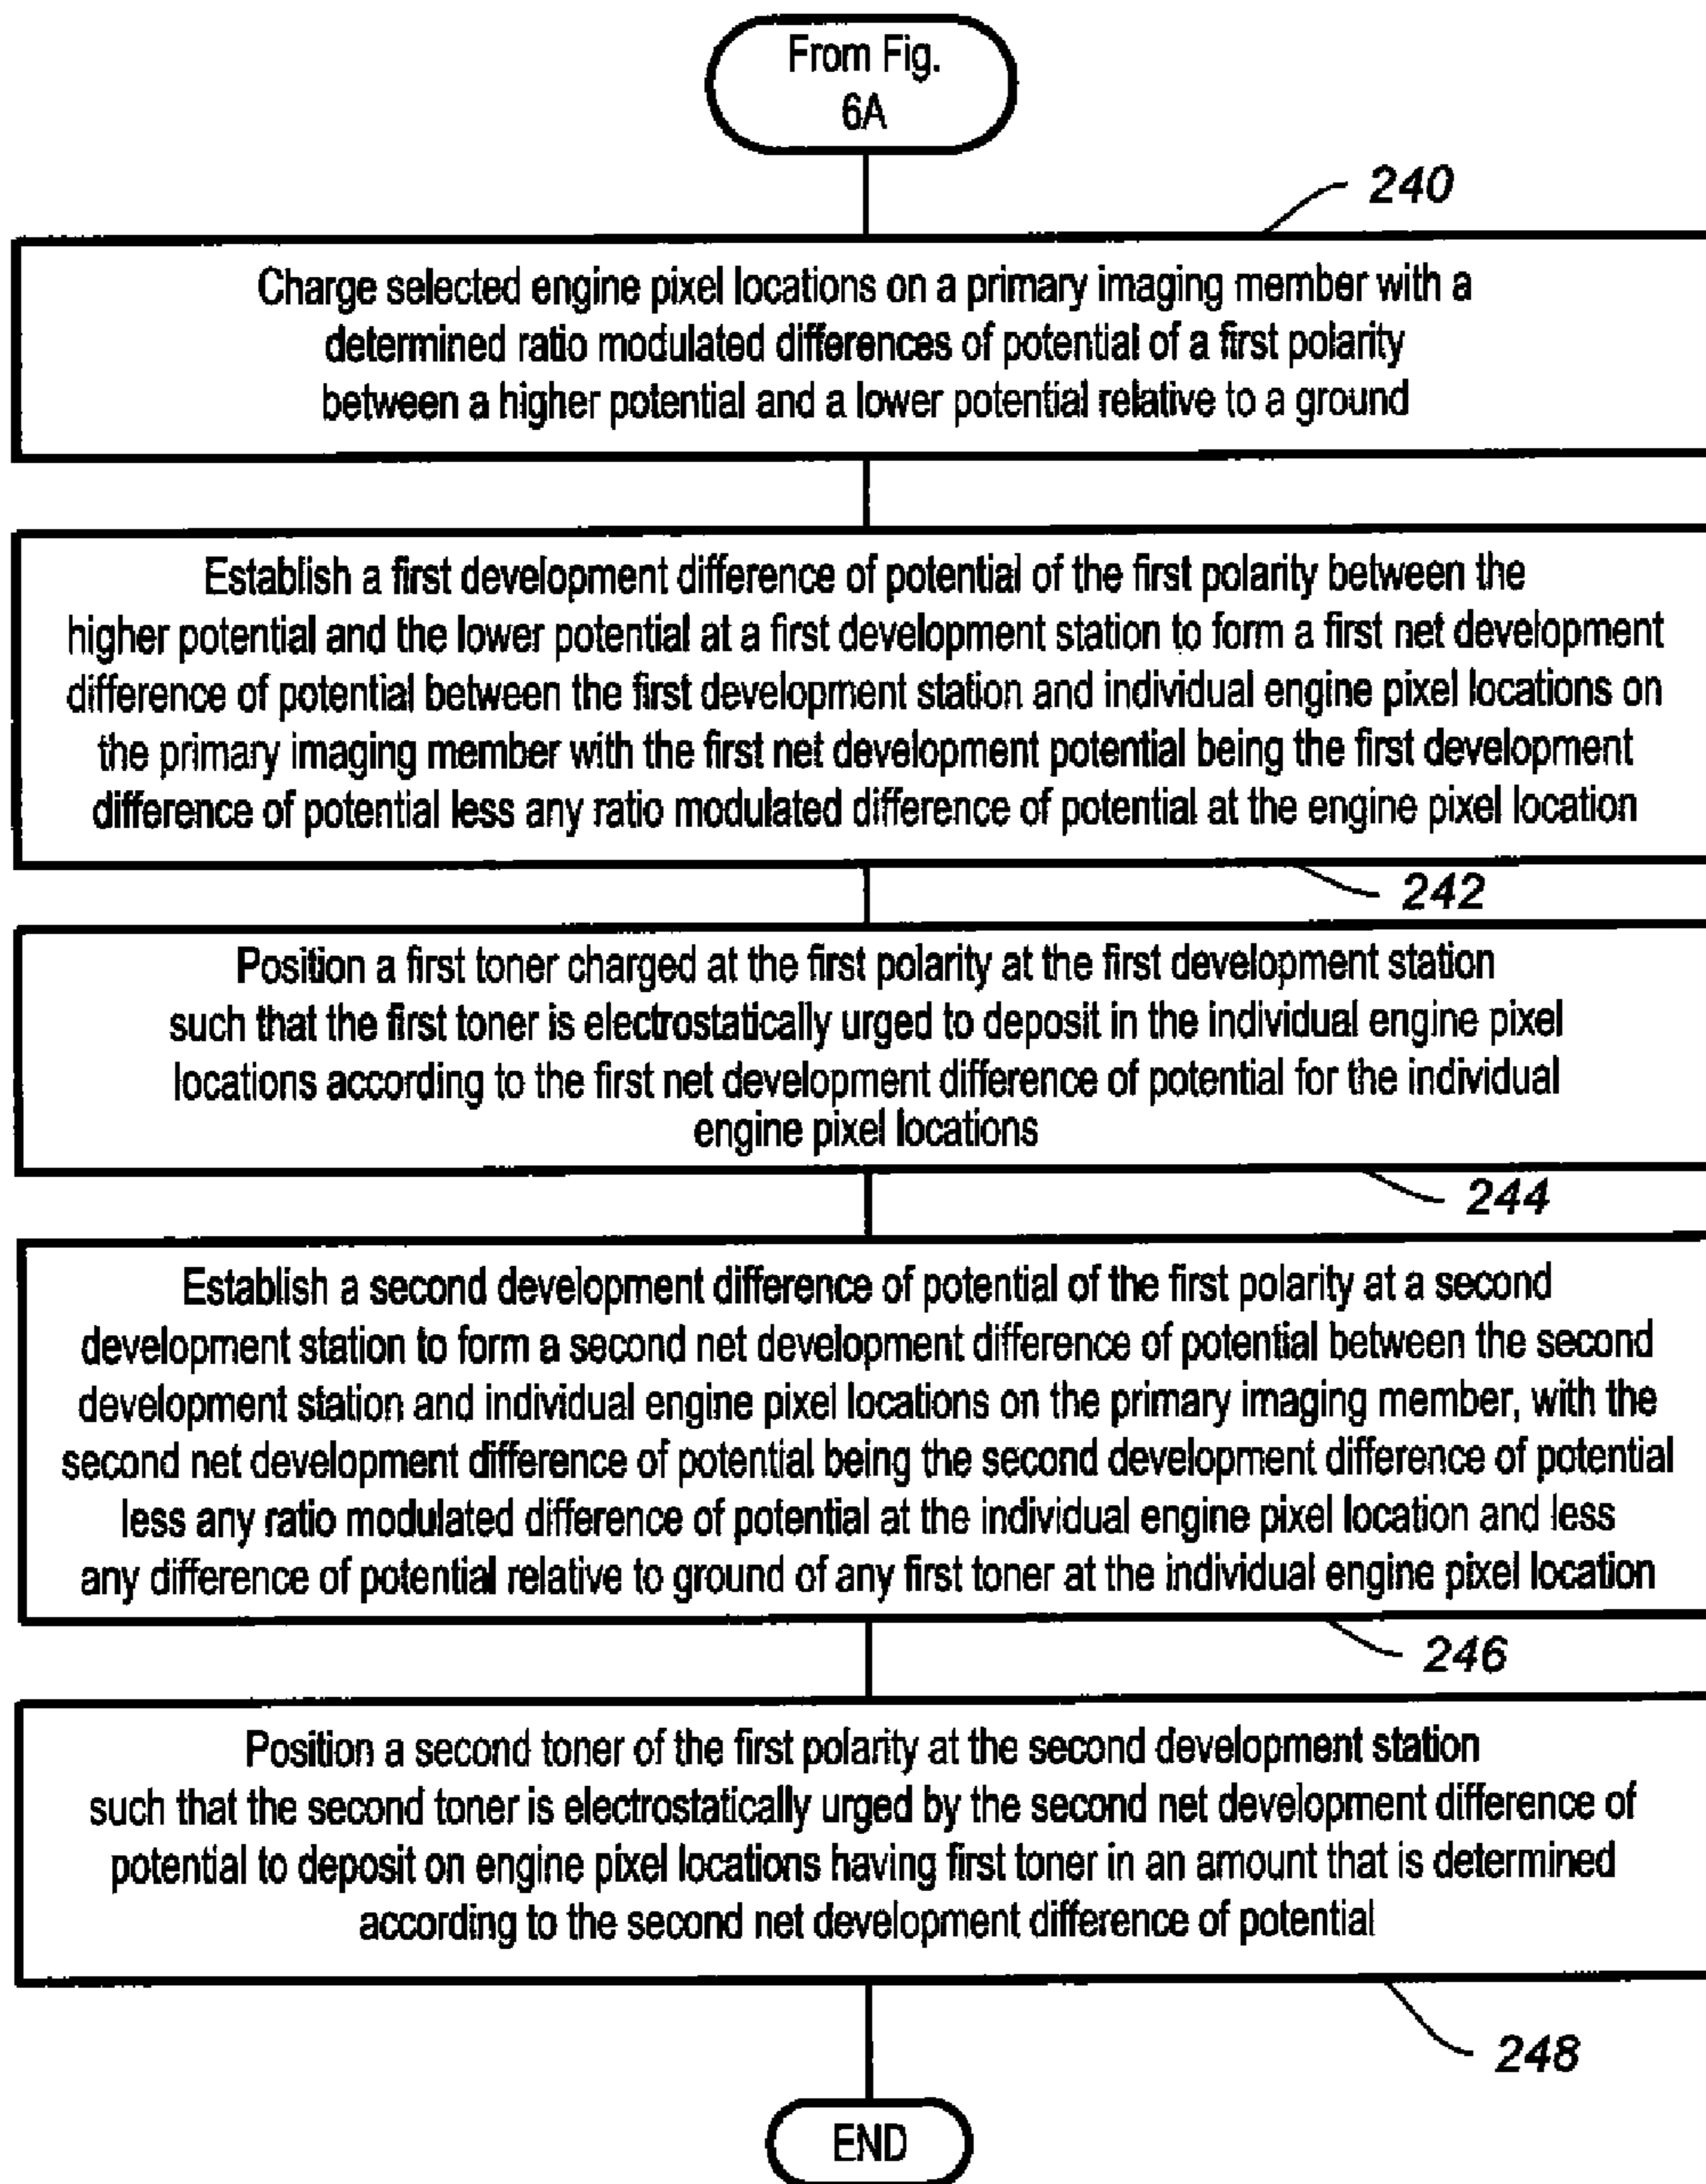 From Fig.
6A
240
Charge selected engine pixel locations on a primary imaging member with a
determined ratio modulated differences of potential of a first polarity
between a higher potential and a lower potential relative to a ground
Establish a first development difference of potential of the first polarity between the
higher potential and the lower potential at a first development station to form a first net development
difference of potential between the first development station and individual engine pixel locations on
the primary imaging member with the first net development potential being the first development
difference of potential less any ratio modulated difference of potential at the engine pixel location
242
Position a first toner charged at the first polarity at the first development station
such that the first toner is electrostatically urged to deposit in the individual engine pixel
locations according to the first net development difference of potential for the individual
engine pixel locations
244
Establish a second development difference of potential of the first polarity at a second
development station to form a second net development difference of potential between the second
development station and individual engine pixel locations on the primary imaging member, with the
second net development difference of potential being the second development difference of potential
less any ratio modulated difference of potential at the individual engine pixel location and less
any difference of potential relative to ground of any first toner at the individual engine pixel location
246
Position a second toner of the first polarity at the second development station
such that the second toner is electrostatically urged by the second net development difference of
potential to deposit on engine pixel locations having first toner in an amount that is determined
according to the second net development difference of potential
248
END